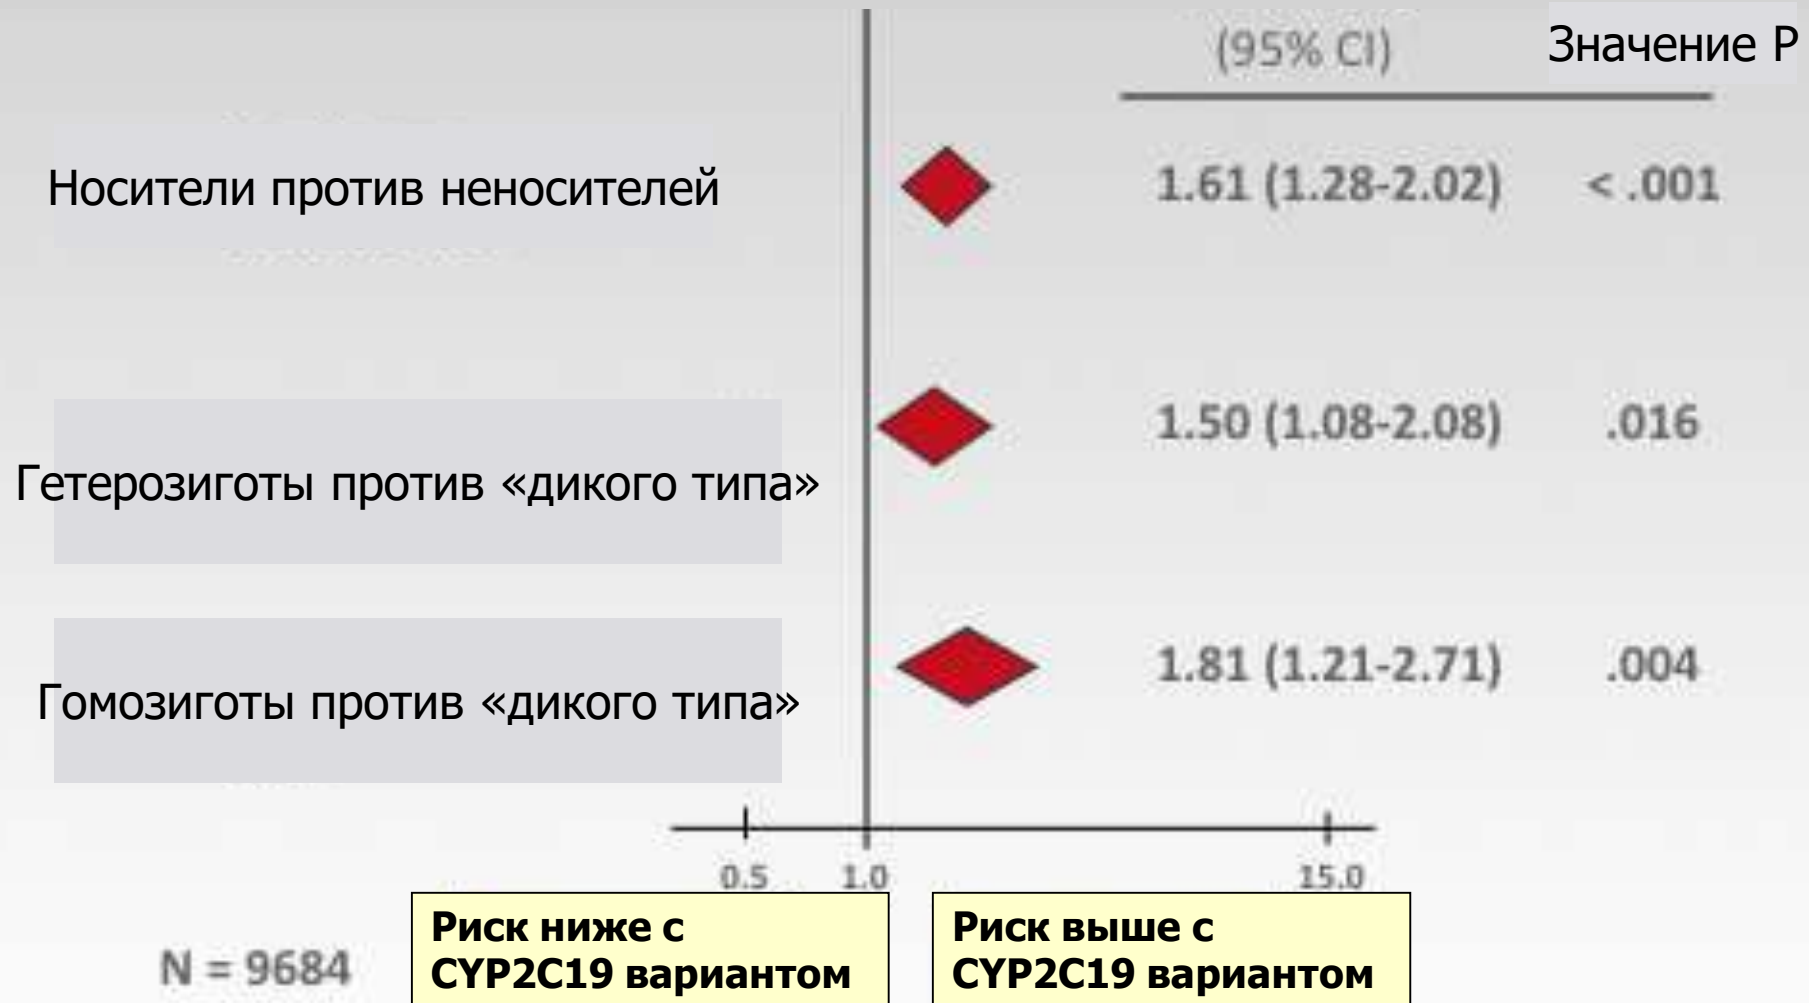 (95% CI) Значение P
Носители против неносителей 1.61 (1.28-2.02) < .001
Гетерозиготы против «дикого типа» 1.50 (1.08-2.08) .016
Гомозиготы против «дикого типа» 1.81 (1.21-2.71) .004
0.5 1.0 15.0
Риск ниже с
CYP2C19 вариантом
Риск выше с
CYP2C19 вариантом
N = 9684